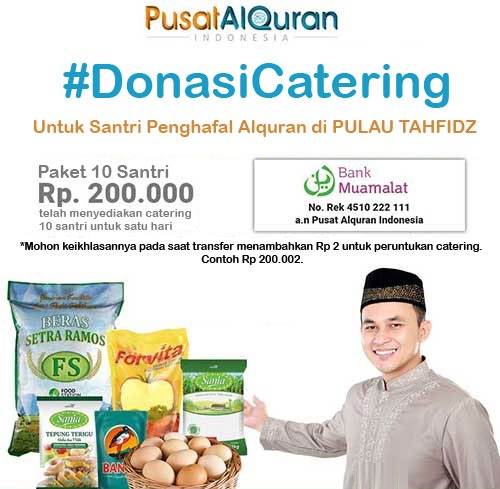 PusatAlQuran
INDONESIA
#DonasiCatering
Untuk Santri Penghafal Alquran di PULAU TAHFIDZ
Paket 10 Santri
Rp. 200.000
telah menyediakan catering
10 santri untuk satu hari
Bank
Muamalat
No. Rek 4510 222 111
a.n Pusat Alquran Indonesia
*Mohon keikhlasannya pada saat transfer menambahkan Rp 2 untuk peruntukan catering.
Contoh Rp 200.002.
BERAS
SETRA RAMOS
FS
FOOD
STATION
Forvita
Sania
Sania
TEPUNG TERIGU